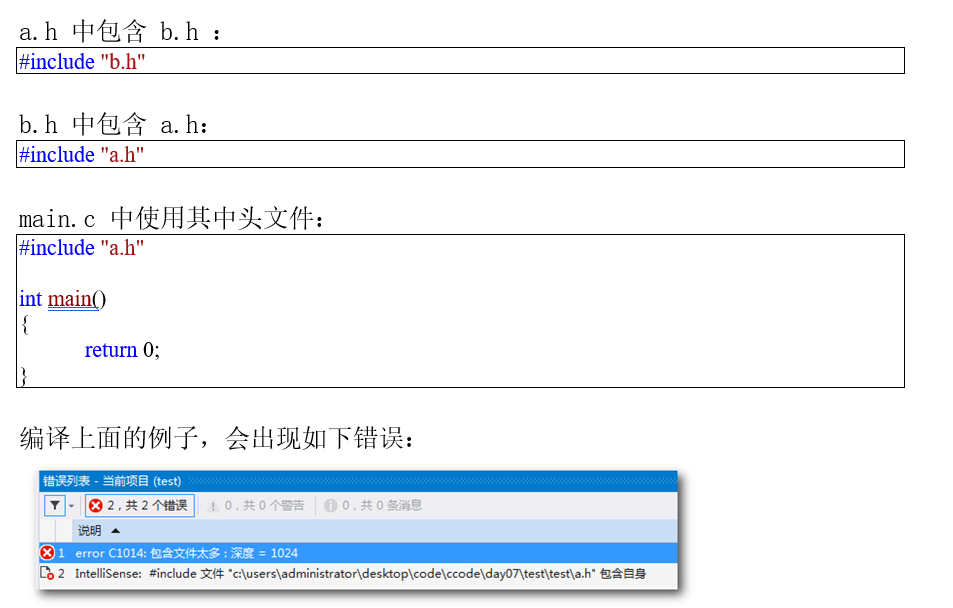 a.h 中包含 b.h ：
#include "b.h"
b.h 中包含 a.h：
#include "a.h"
main.c 中使用其中头文件：
#include "a.h"
int main()
{
return 0;
}
编译上面的例子，会出现如下错误：
错误列表 - 当前项目 (test)
2，共 2 个错误 0，共 0 个警告 0，共 0 条消息
说明
1 error C1014: 包含文件太多 : 深度 = 1024
2 IntelliSense: #include 文件 "c:\users\administrator\desktop\code\ccode\day07\test\test\a.h" 包含自身